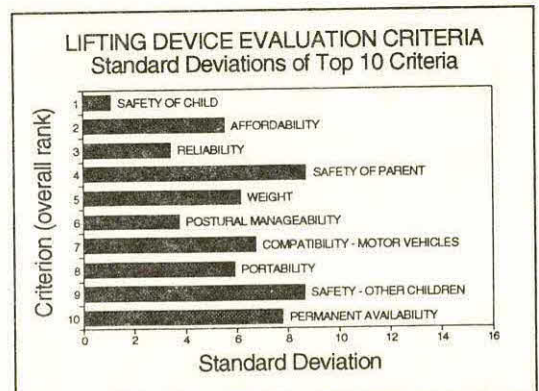 LIFTING DEVICE EVALUATION CRITERIA
Standard Deviations of Top 10 Criteria
Criterion (overall rank)
1 SAFETY OF CHILD
2 AFFORDABILITY
3 RELIABILITY
4 SAFETY OF PARENT
5 WEIGHT
6 POSTURAL MANAGEABILITY
7 COMPATIBILITY - MOTOR VEHICLES
8 PORTABILITY
9 SAFETY - OTHER CHILDREN
10 PERMANENT AVAILABILITY
0 2 4 6 8 10 12 14 16
Standard Deviation